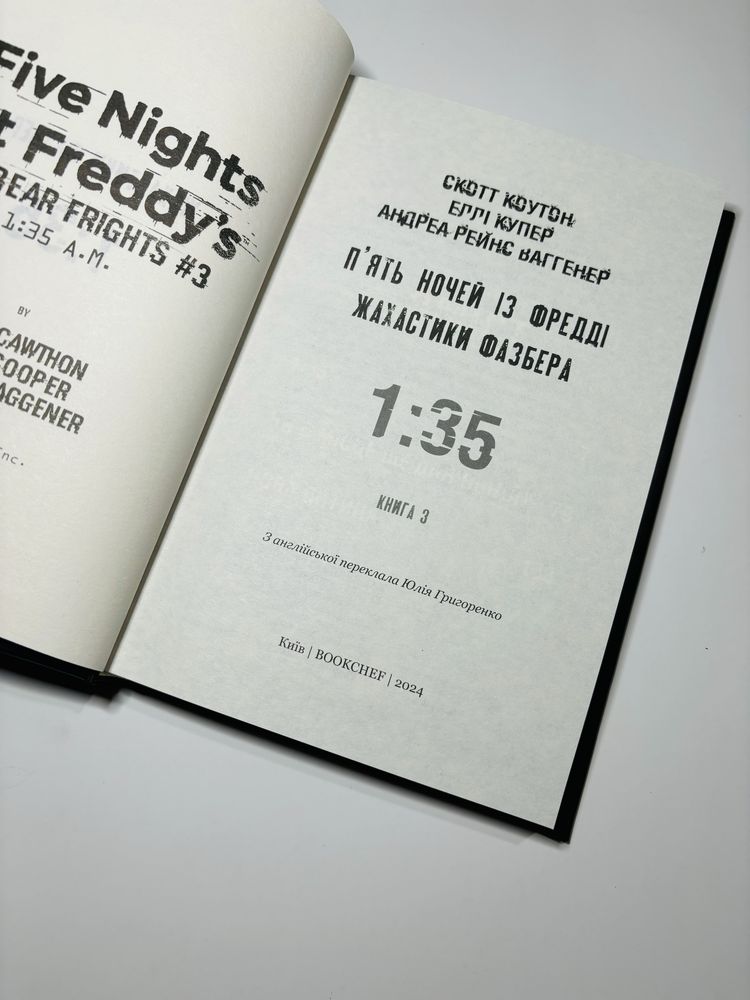 Five Nights
t Freddy's
BEAR FRIGHTS #3
1:35 A.M.
BY
CAWTHON
COOPER
AGGENER
Inc.
СКОТТ КОУТОН
ЕЛЛІ КУПЕР
АНДРЕА РЕЙНС ВАГГЕНЕР
П'ЯТЬ НОЧЕЙ ІЗ ФРЕДДІ
ЖАХАСТИКИ ФАЗБЕРА
1:35
КНИГА 3
З англійської переклала Юлія Григоренко
Київ | BOOKCHEF | 2024